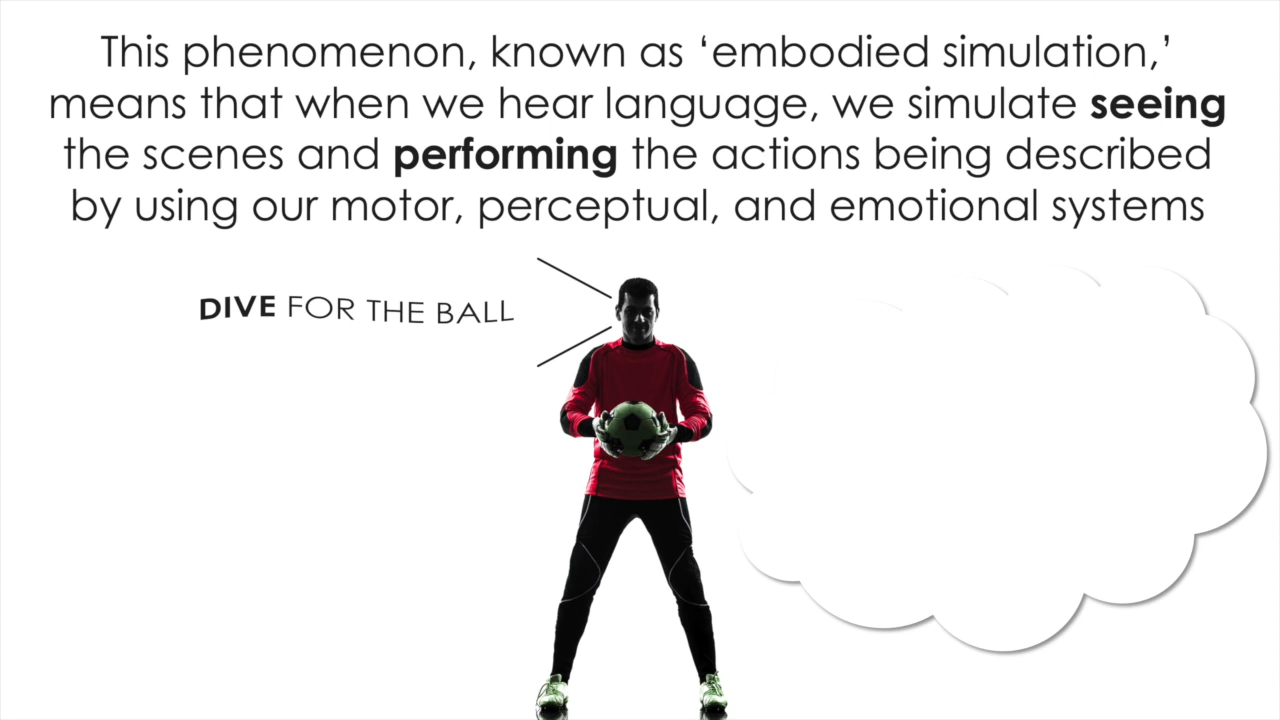 This phenomenon, known as ‘embodied simulation,’
means that when we hear language, we simulate seeing
the scenes and performing the actions being described
by using our motor, perceptual, and emotional systems
DIVE FOR THE BALL